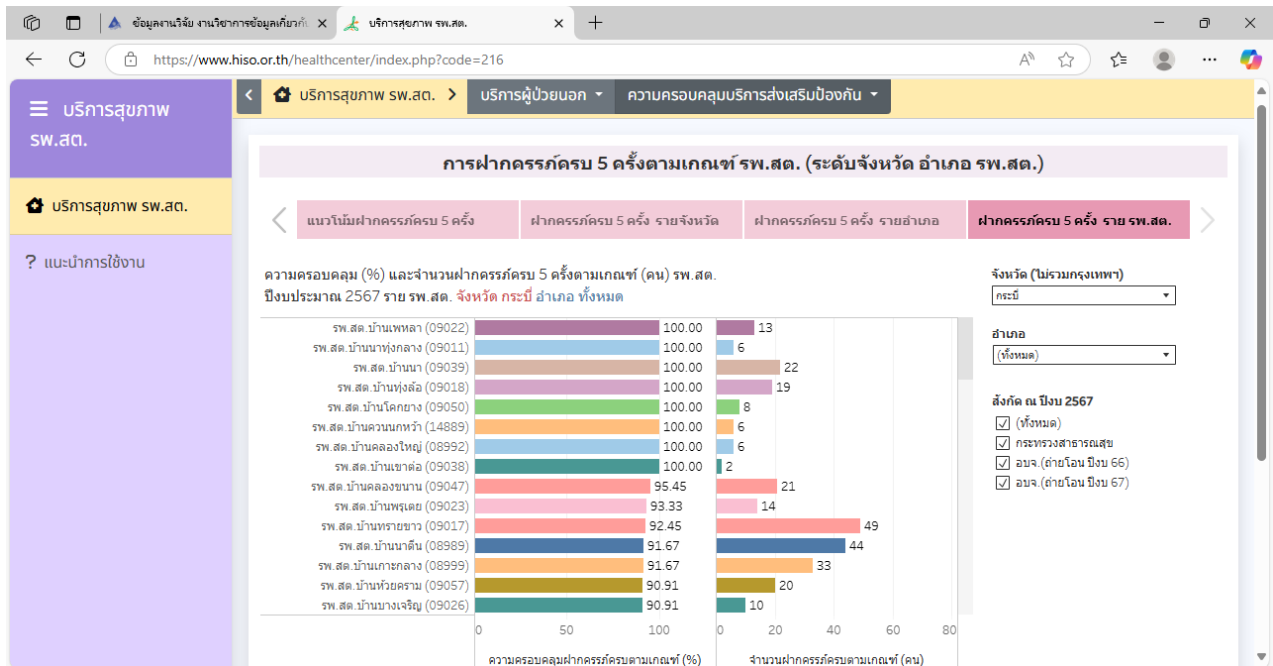 ข้อมูลงานวิจัย งานวิชาการข้อมูลเกี่ยวกั
บริการสุขภาพ รพ.สต.
https://www.hiso.or.th/healthcenter/index.php?code=216
บริการสุขภาพ รพ.สต.
บริการสุขภาพ รพ.สต.
บริการผู้ป่วยนอก
ความครอบคลุมบริการส่งเสริมป้องกัน
บริการสุขภาพ รพ.สต.
? แนะนำการใช้งาน
การฝากครรภ์ครบ 5 ครั้งตามเกณฑ์ รพ.สต. (ระดับจังหวัด อำเภอ รพ.สต.)
แนวโน้มฝากครรภ์ครบ 5 ครั้ง
ฝากครรภ์ครบ 5 ครั้ง รายจังหวัด
ฝากครรภ์ครบ 5 ครั้ง รายอำเภอ
ฝากครรภ์ครบ 5 ครั้ง ราย รพ.สต.
ความครอบคลุม (%) และจำนวนฝากครรภ์ครบ 5 ครั้งตามเกณฑ์ (คน) รพ.สต.
ปีงบประมาณ 2567 ราย รพ.สต. จังหวัด กระบี่ อำเภอ ทั้งหมด
รพ.สต.บ้านเพหลา (09022) 100.00 13
รพ.สต.บ้านนาทุ่งกลาง (09011) 100.00 6
รพ.สต.บ้านนา (09039) 100.00 22
รพ.สต.บ้านทุ่งล้อ (09018) 100.00 19
รพ.สต.บ้านโคกยาง (09050) 100.00 8
รพ.สต.บ้านควนนกหว้า (14889) 100.00 6
รพ.สต.บ้านคลองใหญ่ (08992) 100.00 6
รพ.สต.บ้านเขาต่อ (09038) 100.00 2
รพ.สต.บ้านคลองขนาน (09047) 95.45 21
รพ.สต.บ้านพรุเตย (09023) 93.33 14
รพ.สต.บ้านทรายขาว (09017) 92.45 49
รพ.สต.บ้านนาตีน (08989) 91.67 44
รพ.สต.บ้านเกาะกลาง (08999) 91.67 33
รพ.สต.บ้านห้วยคราม (09057) 90.91 20
รพ.สต.บ้านบางเจริญ (09026) 90.91 10
0 50 100 0 20 40 60 80
ความครอบคลุมฝากครรภ์ครบตามเกณฑ์ (%)
จำนวนฝากครรภ์ครบตามเกณฑ์ (คน)
จังหวัด (ไม่รวมกรุงเทพฯ)
กระบี่
อำเภอ
(ทั้งหมด)
สังกัด ณ ปีงบ 2567
(ทั้งหมด)
กระทรวงสาธารณสุข
อบจ.(ถ่ายโอน ปีงบ 66)
อบจ.(ถ่ายโอน ปีงบ 67)